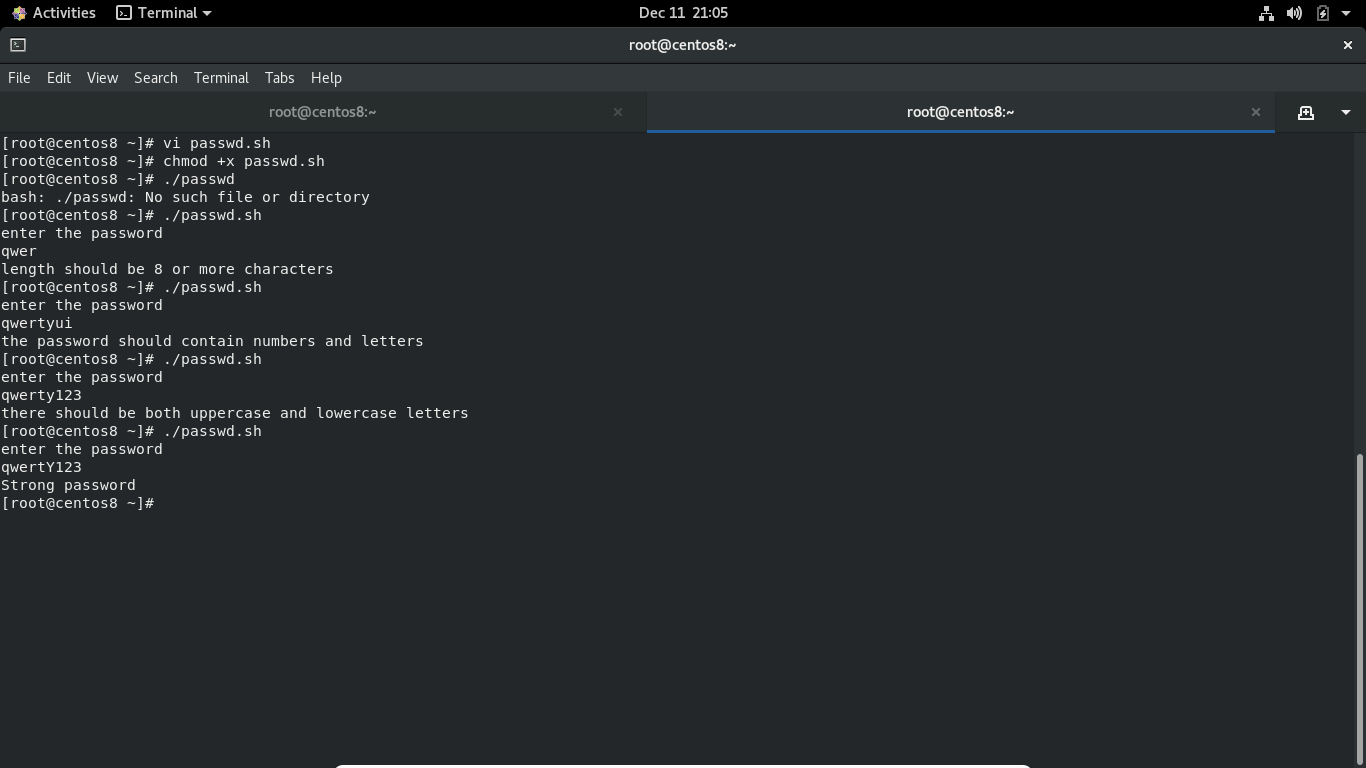 Activities Terminal Dec 11 21:05
root@centos8:~
File Edit View Search Terminal Tabs Help
root@centos8:~ root@centos8:~
[root@centos8 ~]# vi passwd.sh
[root@centos8 ~]# chmod +x passwd.sh
[root@centos8 ~]# ./passwd
bash: ./passwd: No such file or directory
[root@centos8 ~]# ./passwd.sh
enter the password
qwer
length should be 8 or more characters
[root@centos8 ~]# ./passwd.sh
enter the password
qwertyui
the password should contain numbers and letters
[root@centos8 ~]# ./passwd.sh
enter the password
qwerty123
there should be both uppercase and lowercase letters
[root@centos8 ~]# ./passwd.sh
enter the password
qwertY123
Strong password
[root@centos8 ~]#